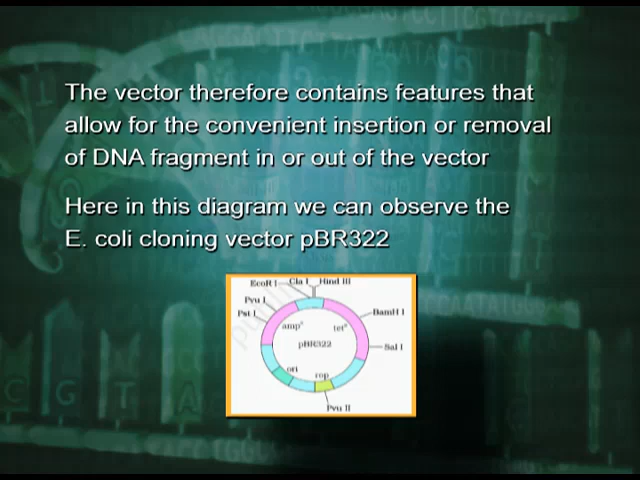 The vector therefore contains features that
allow for the convenient insertion or removal
of DNA fragment in or out of the vector
Here in this diagram we can observe the
E. coli cloning vector pBR322
EcoR I
Cla I
Hind III
Pvu I
Pst I
BamH I
amp^R
tet^R
pBR322
Sal I
ori
rop
Pvu II
C
G
T
A